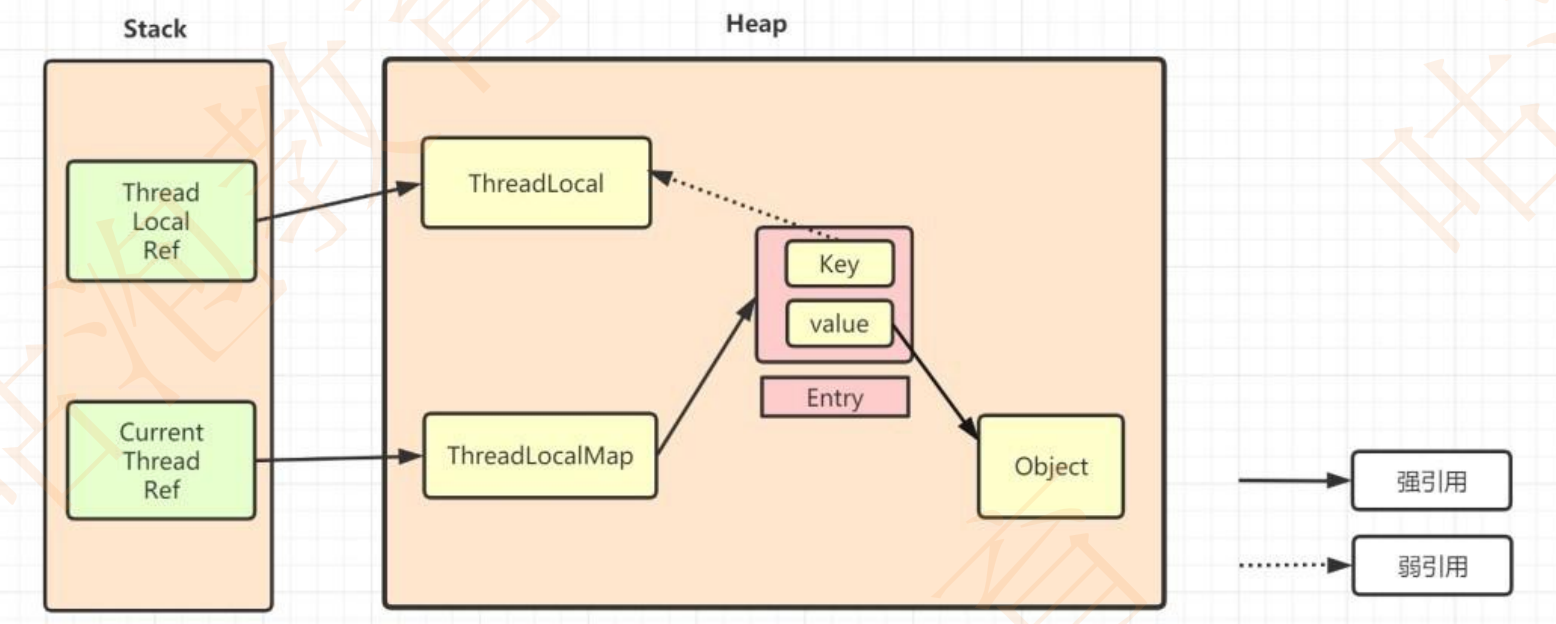 Stack
Heap
Thread
Local
Ref
ThreadLocal
Key
value
Entry
Current
Thread
Ref
ThreadLocalMap
Object
强引用
弱引用